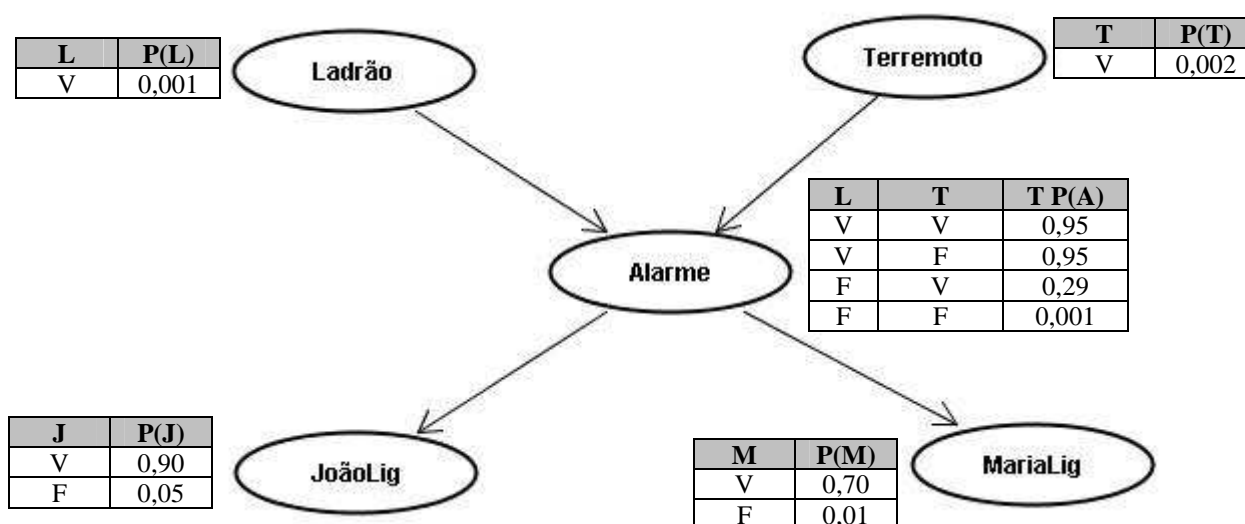 L P(L)
V 0,001
Ladrão
Terremoto
T P(T)
V 0,002
L T T P(A)
V V 0,95
V F 0,95
F V 0,29
F F 0,001
Alarme
J P(J)
V 0,90
F 0,05
JoãoLig
M P(M)
V 0,70
F 0,01
MariaLig